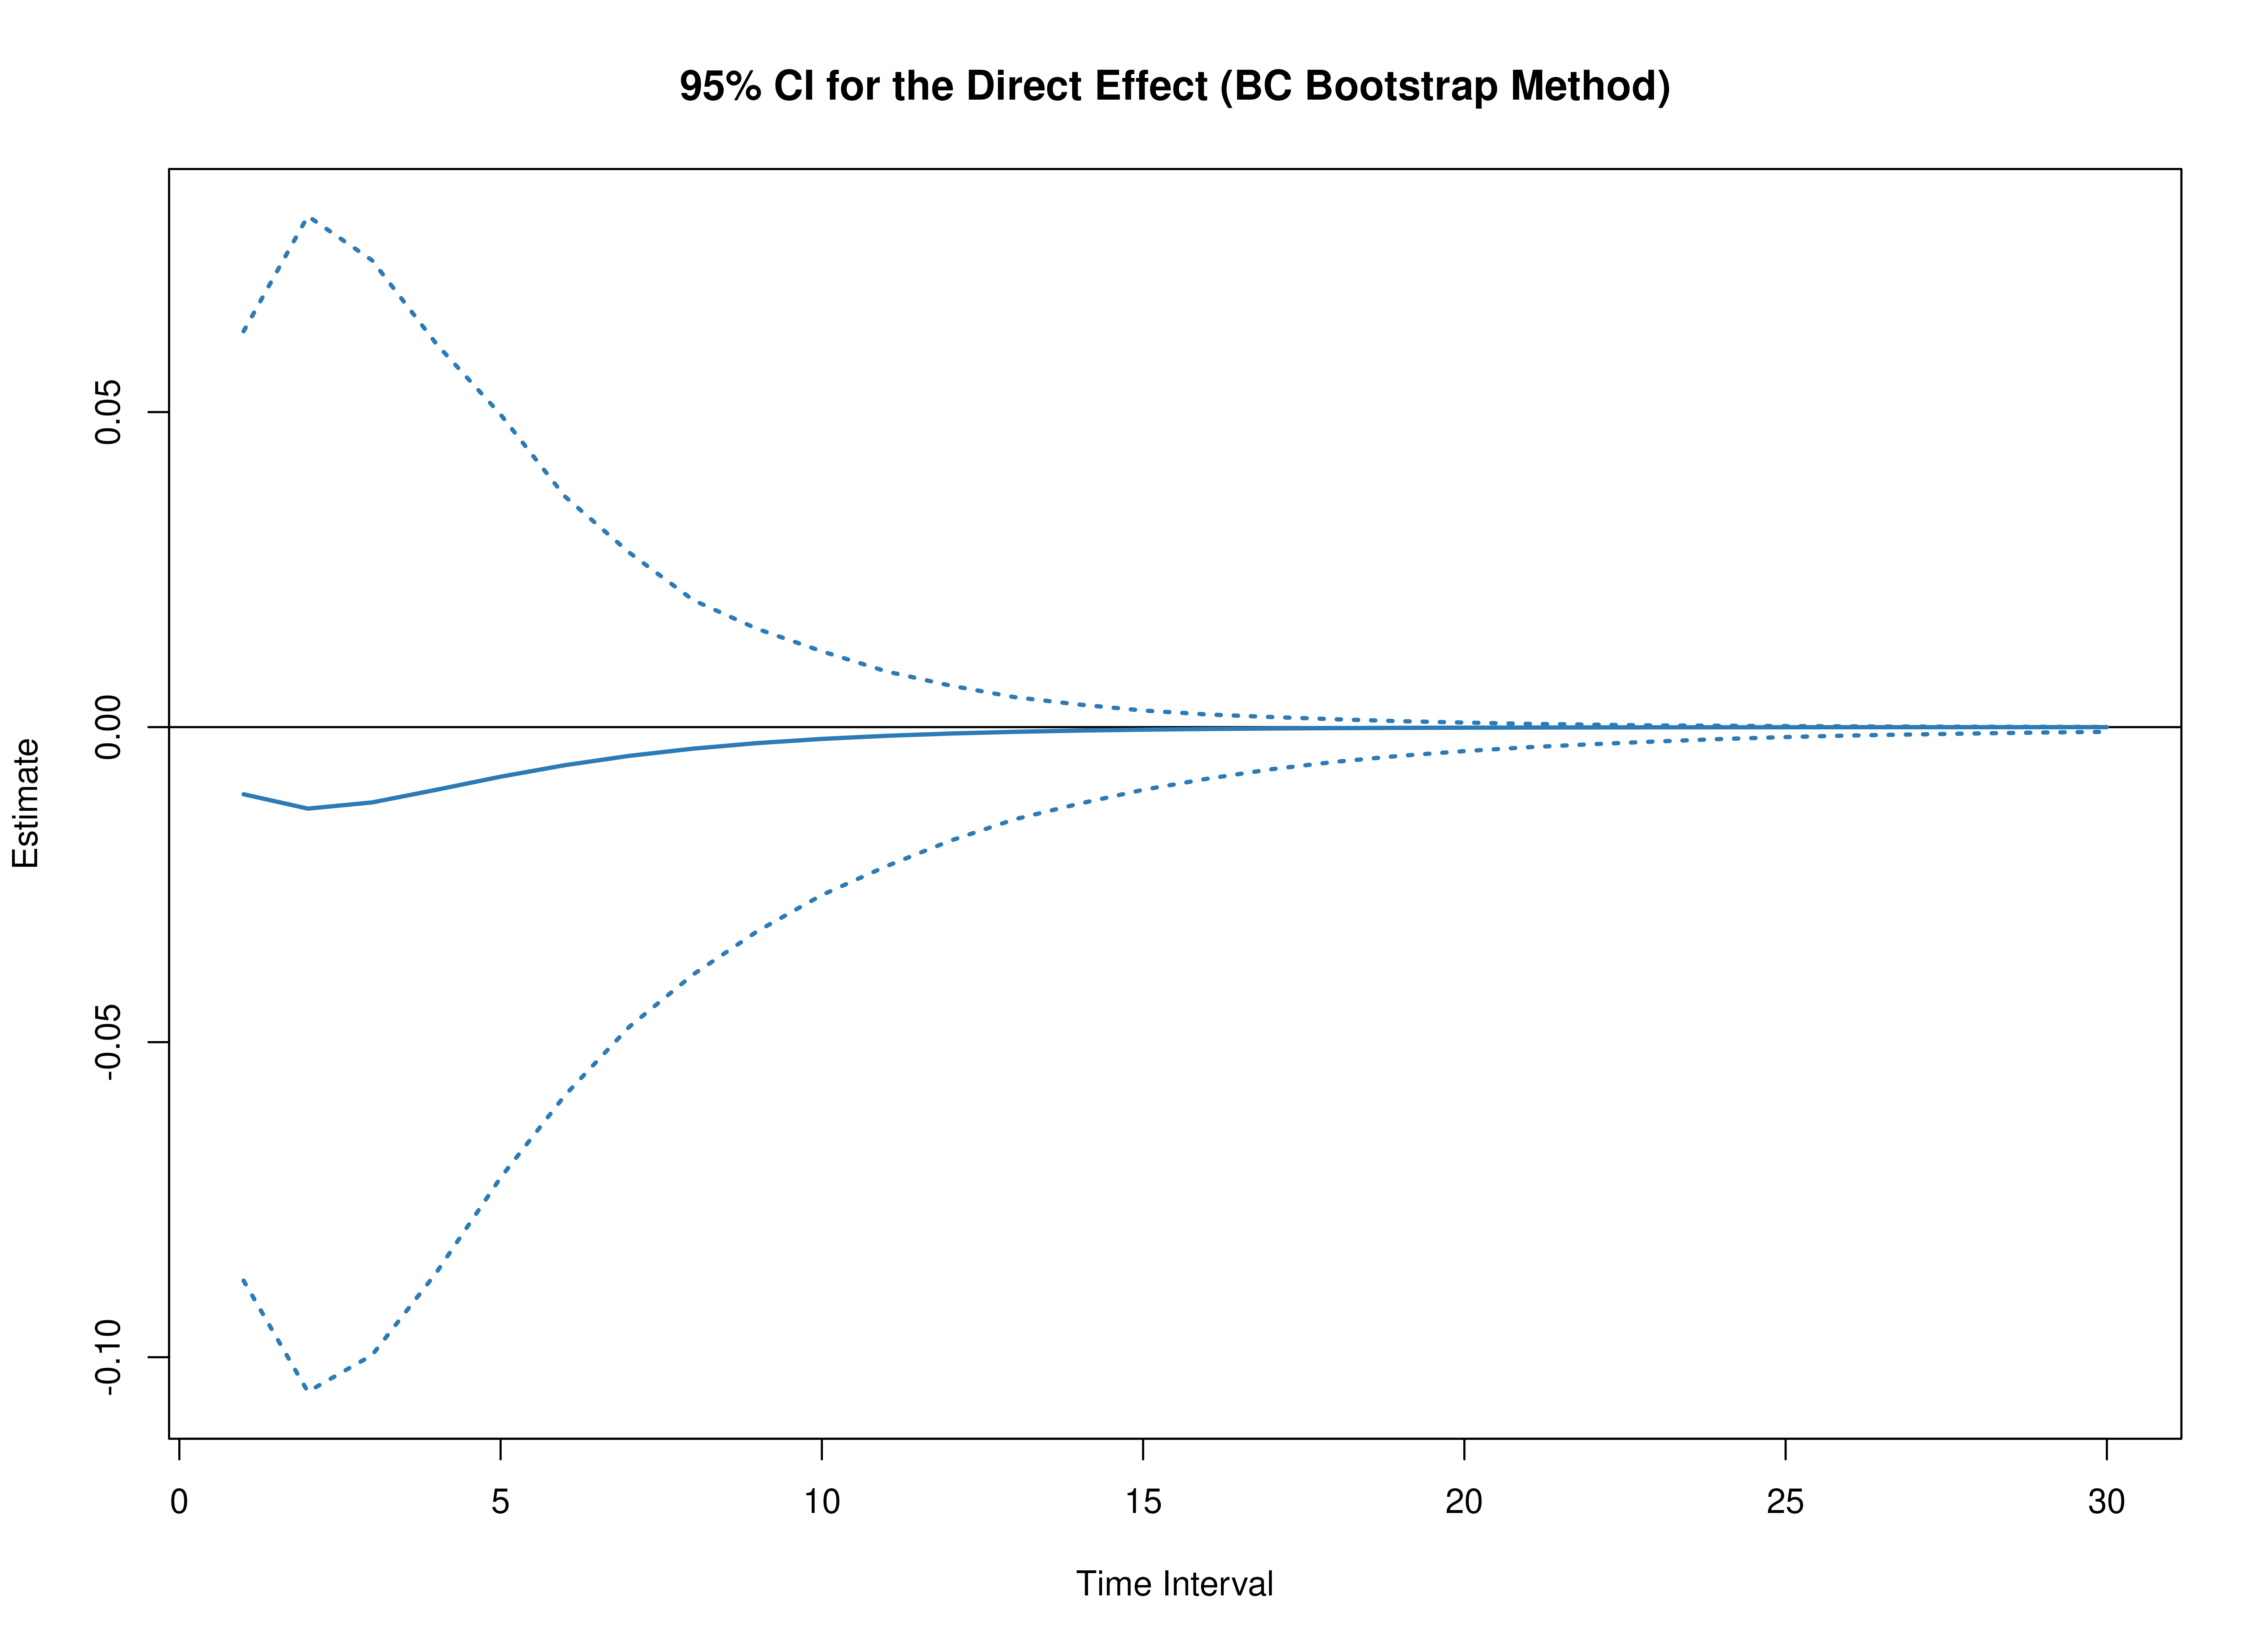 95% CI for the Direct Effect (BC Bootstrap Method)
Estimate
0.05
0.00
-0.05
-0.10
0 5 10 15 20 25 30
Time Interval